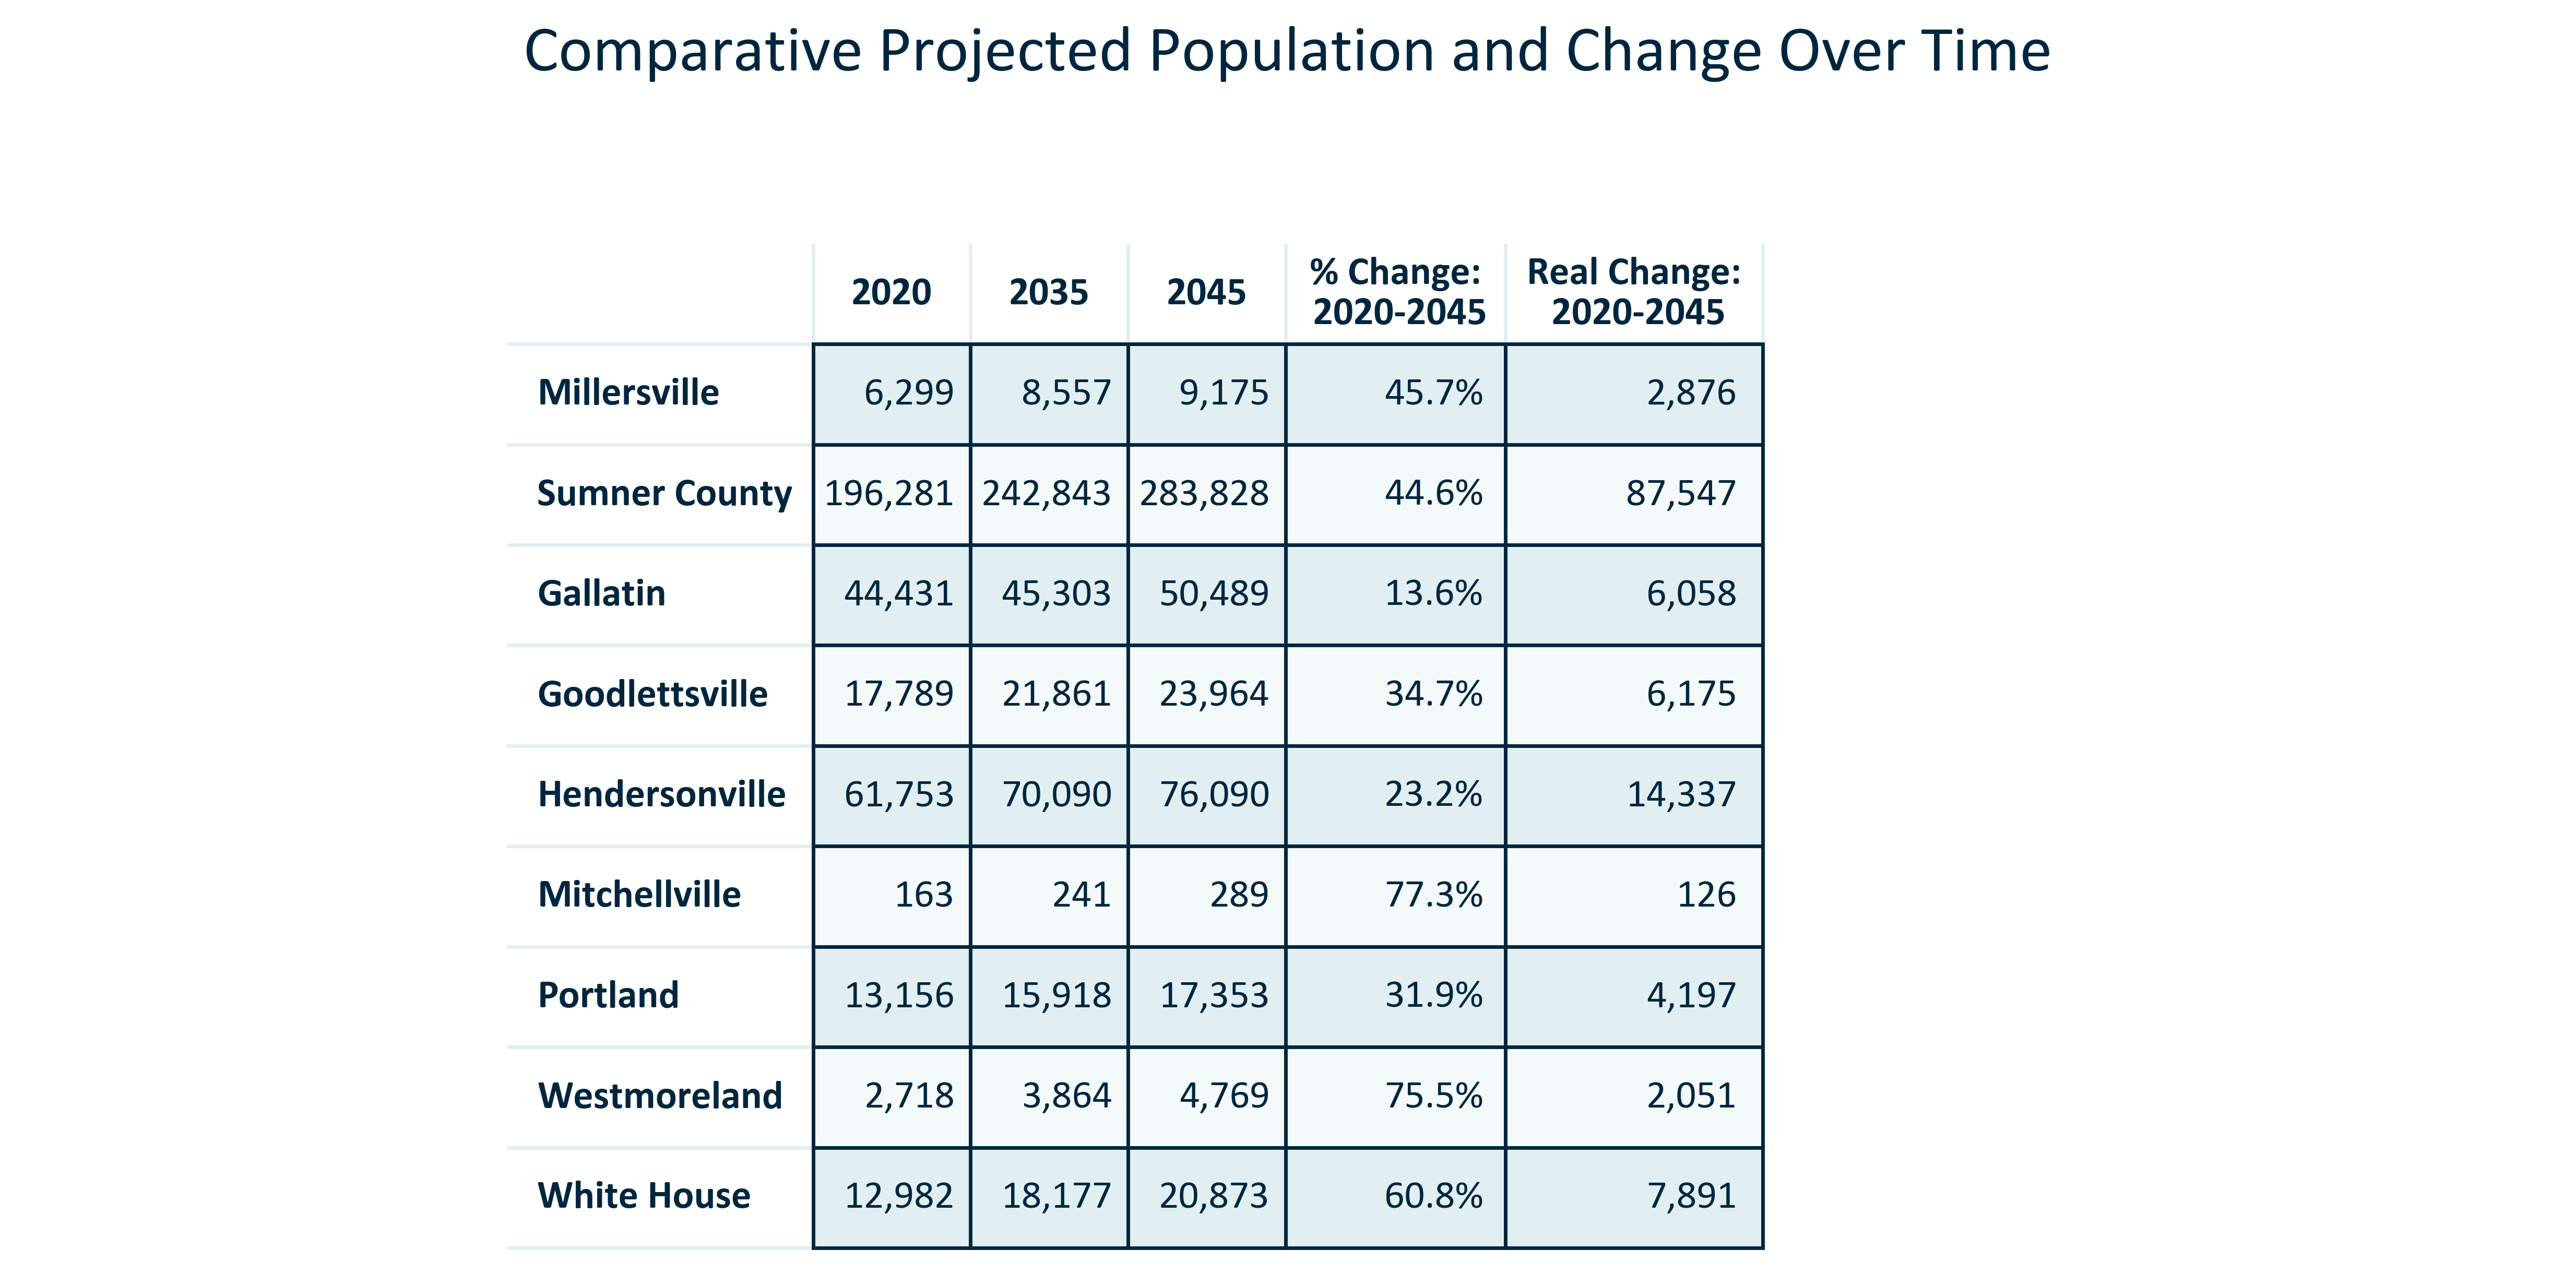 Comparative Projected Population and Change Over Time
2020 2035 2045 % Change: 2020-2045 Real Change: 2020-2045
Millersville 6,299 8,557 9,175 45.7% 2,876
Sumner County 196,281 242,843 283,828 44.6% 87,547
Gallatin 44,431 45,303 50,489 13.6% 6,058
Goodlettsville 17,789 21,861 23,964 34.7% 6,175
Hendersonville 61,753 70,090 76,090 23.2% 14,337
Mitchellville 163 241 289 77.3% 126
Portland 13,156 15,918 17,353 31.9% 4,197
Westmoreland 2,718 3,864 4,769 75.5% 2,051
White House 12,982 18,177 20,873 60.8% 7,891